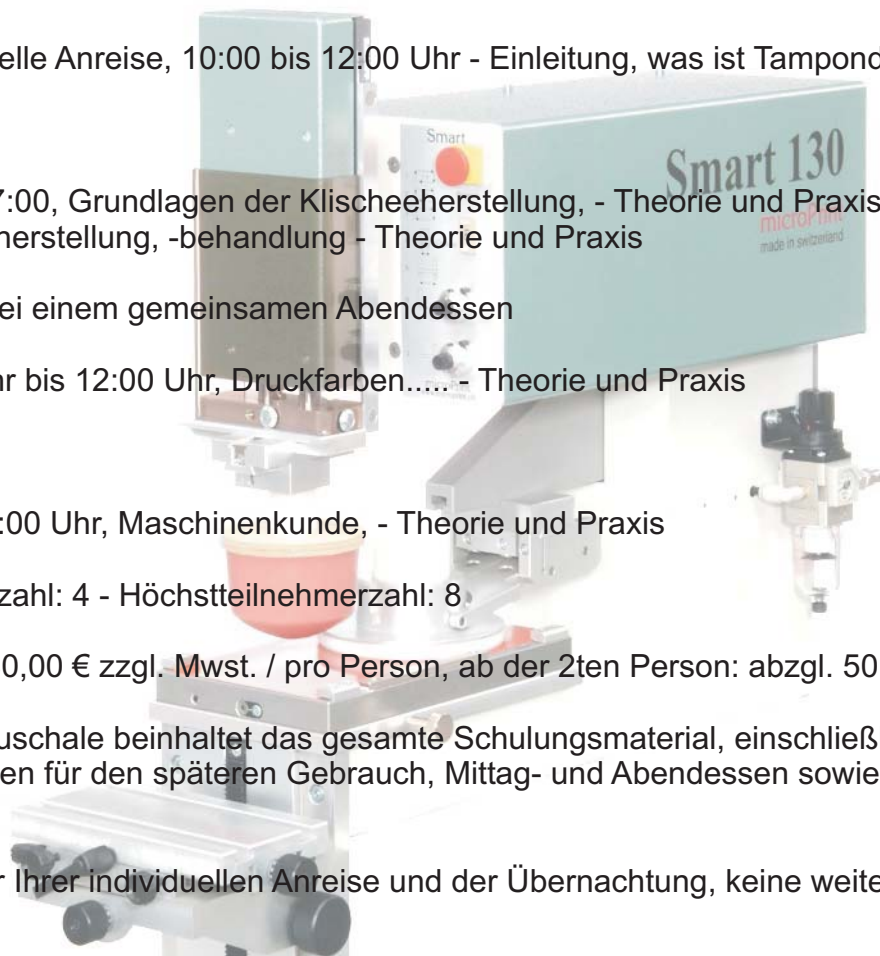 elle Anreise, 10:00 bis 12:00 Uhr - Einleitung, was ist Tampond
Smart
Smart 130
microPrint
made in switzerland
7:00, Grundlagen der Klischeeherstellung, - Theorie und Praxis
herstellung, -behandlung - Theorie und Praxis
ei einem gemeinsamen Abendessen
hr bis 12:00 Uhr, Druckfarben..... - Theorie und Praxis
:00 Uhr, Maschinenkunde, - Theorie und Praxis
zahl: 4 - Höchstteilnehmerzahl: 8
0,00 € zzgl. Mwst. / pro Person, ab der 2ten Person: abzgl. 50
uschale beinhaltet das gesamte Schulungsmaterial, einschließ
en für den späteren Gebrauch, Mittag- und Abendessen sowie
r Ihrer individuellen Anreise und der Übernachtung, keine weite